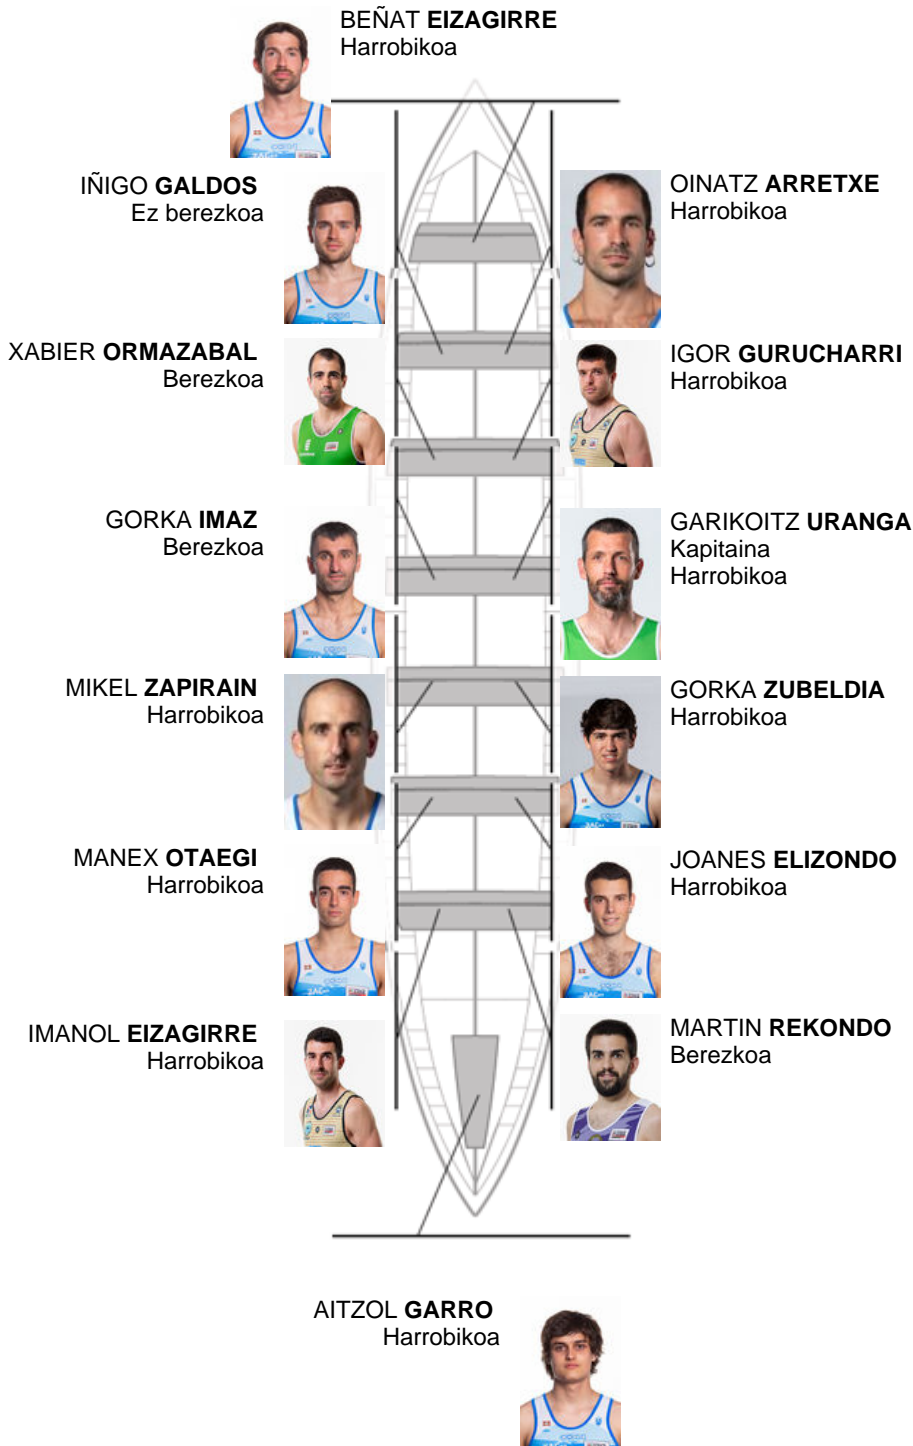 BEÑAT EIZAGIRRE
Harrobikoa
IÑIGO GALDOS
Ez berezkoa
OINATZ ARRETXE
Harrobikoa
XABIER ORMAZABAL
Berezkoa
IGOR GURUCHARRI
Harrobikoa
GORKA IMAZ
Berezkoa
GARIKOITZ URANGA
Kapitaina
Harrobikoa
MIKEL ZAPIRAIN
Harrobikoa
GORKA ZUBELDIA
Harrobikoa
MANEX OTAEGI
Harrobikoa
JOANES ELIZONDO
Harrobikoa
IMANOL EIZAGIRRE
Harrobikoa
MARTIN REKONDO
Berezkoa
AITZOL GARRO
Harrobikoa